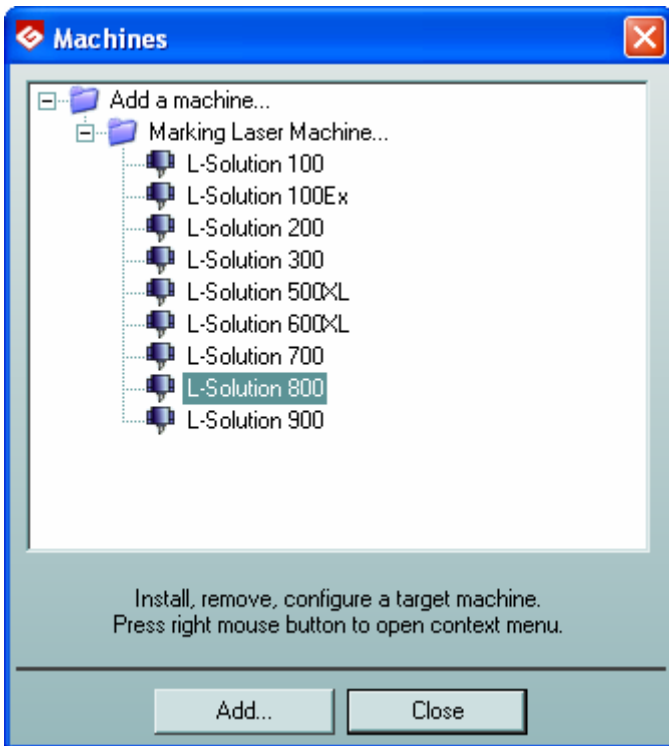 Machines
Add a machine...
Marking Laser Machine...
L-Solution 100
L-Solution 100Ex
L-Solution 200
L-Solution 300
L-Solution 500XL
L-Solution 600XL
L-Solution 700
L-Solution 800
L-Solution 900
Install, remove, configure a target machine.
Press right mouse button to open context menu.
Add... Close